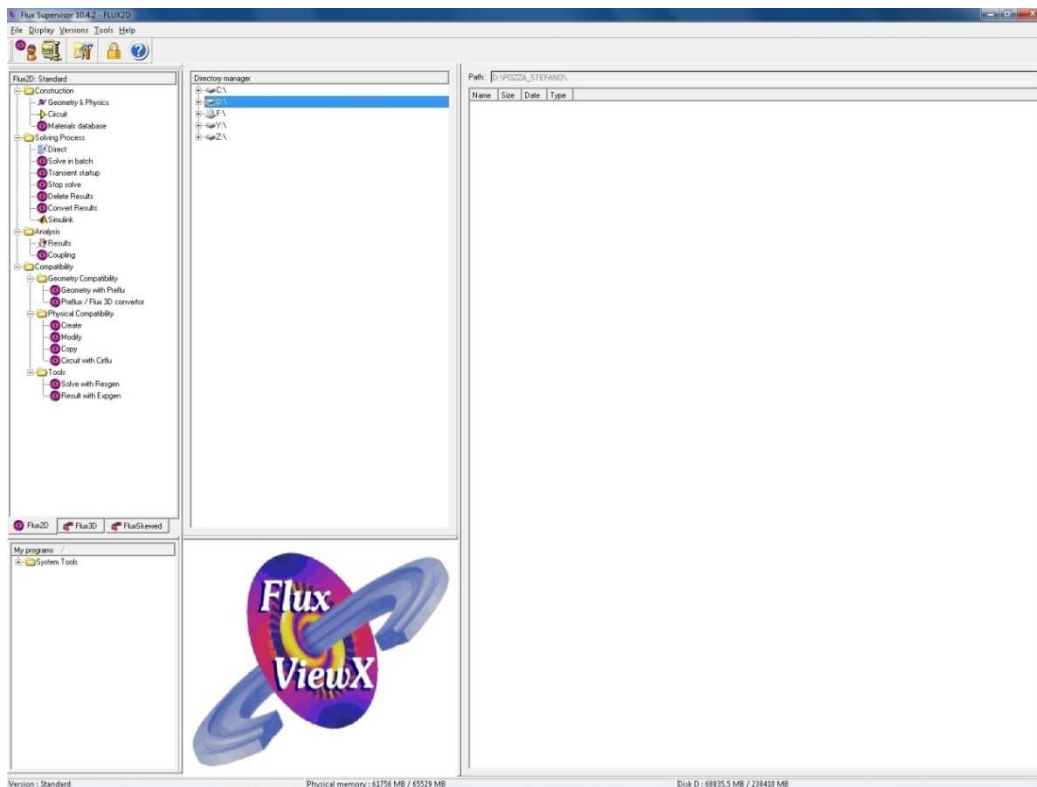 Flux Supervisor 10.4.2 - FLUX2D
File Display Versions Tools Help
Flux2D: Standard
Construction
Geometry & Physics
Circuit
Materials database
Solving Process
Direct
Solve in batch
Transient startup
Stop solve
Delete Results
Convert Results
Simulink
Analysis
Results
Coupling
Compatibility
Geometry Compatibility
Geometry with Preflu
Preflux / Flux 3D convertor
Physical Compatibility
Create
Modify
Copy
Circuit with Cirflu
Tools
Solve with Resgen
Result with Expgen
Flux2D Flux3D FluxSkewed
My programs /
System Tools
Directory manager
C:\
D:\
F:\
Y:\
Z:\
Flux
ViewX
Path: D:\POZZA_STEFANO\
Name Size Date Type
Version : Standard Physical memory : 61756 MB / 65529 MB Disk D : 68835.5 MB / 238418 MB